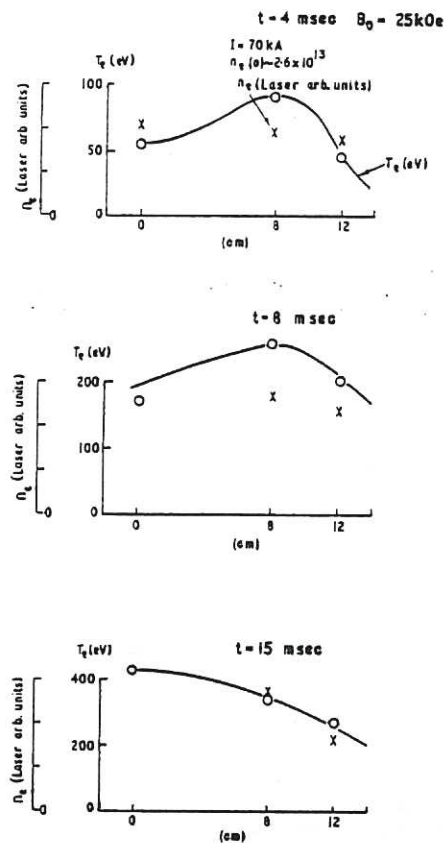 t=4 msec B₀ = 25kOe
I = 70 kA
nₑ(o)~2·6x10¹³
nₑ(Laser arb.units)
Tₑ(eV)
100
50
0
nₑ (Laser arb units)
0
Tₑ(eV)
0 8 12
(cm)
t=8 msec
Tₑ(eV)
200
100
0
nₑ (Laser arb units)
0
0 8 12
(cm)
t=15 msec
Tₑ(eV)
400
200
0
nₑ (Laser arb. units)
0
0 8 12
(cm)